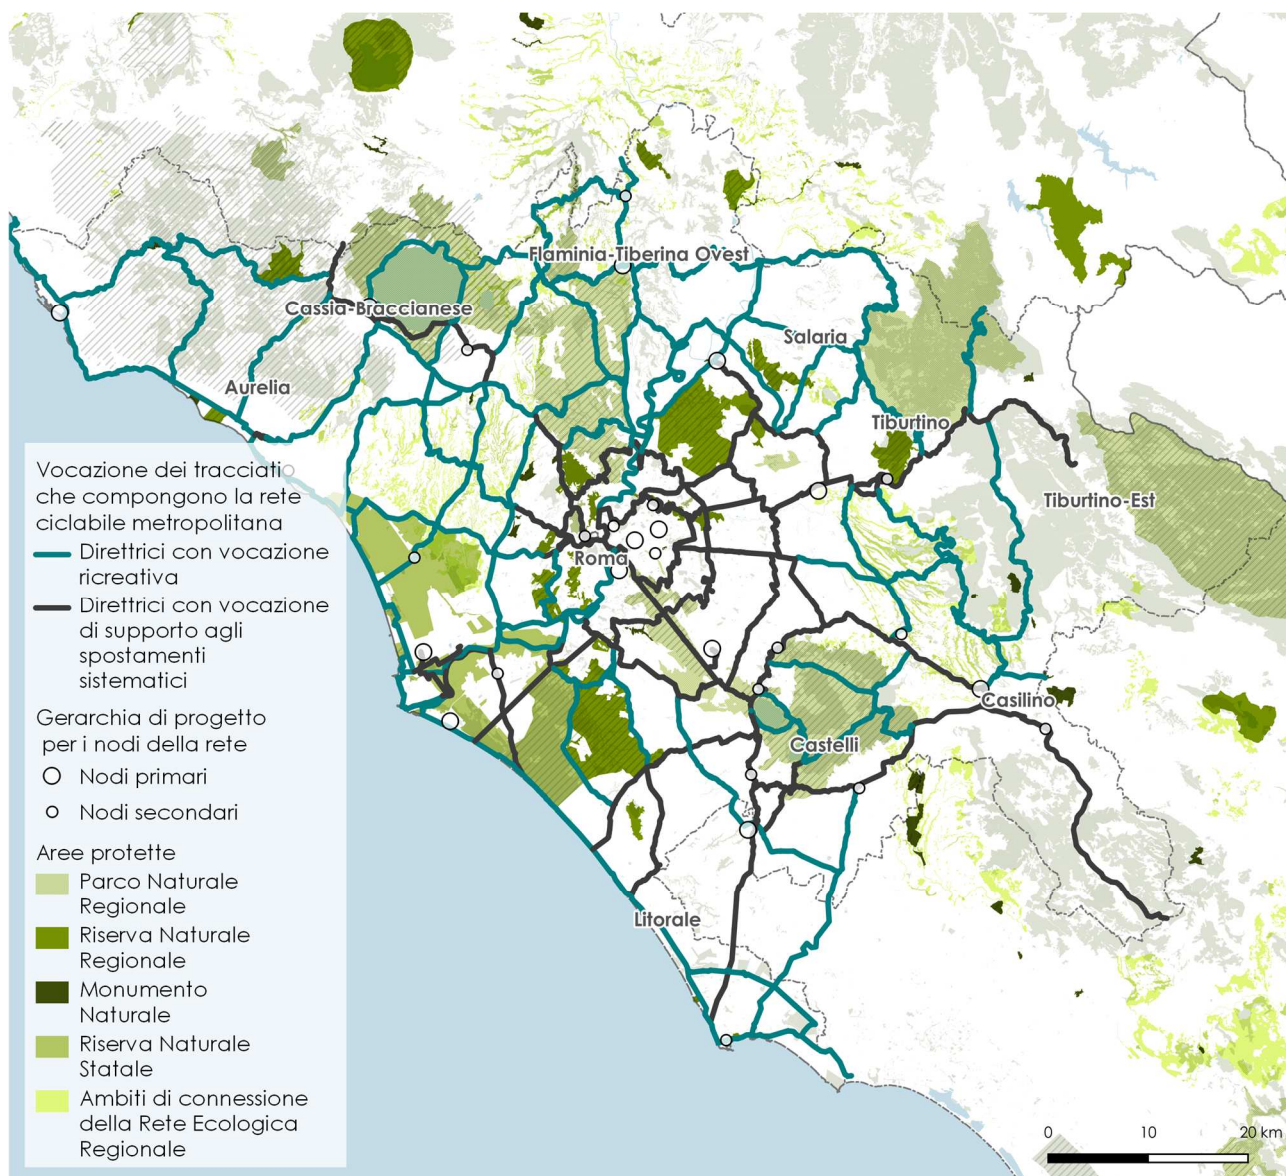 Flaminia-Tiberina Ovest
Cassia-Braccianese
Salaria
Aurelia
Tiburtino
Tiburtino-Est
Roma
Casilino
Castelli
Litorale
Vocazione dei tracciati
che compongono la rete
ciclabile metropolitana
Direttrici con vocazione
ricreativa
Direttrici con vocazione
di supporto agli
spostamenti
sistematici
Gerarchia di progetto
per i nodi della rete
Nodi primari
Nodi secondari
Aree protette
Parco Naturale
Regionale
Riserva Naturale
Regionale
Monumento
Naturale
Riserva Naturale
Statale
Ambiti di connessione
della Rete Ecologica
Regionale
0 10 20 km